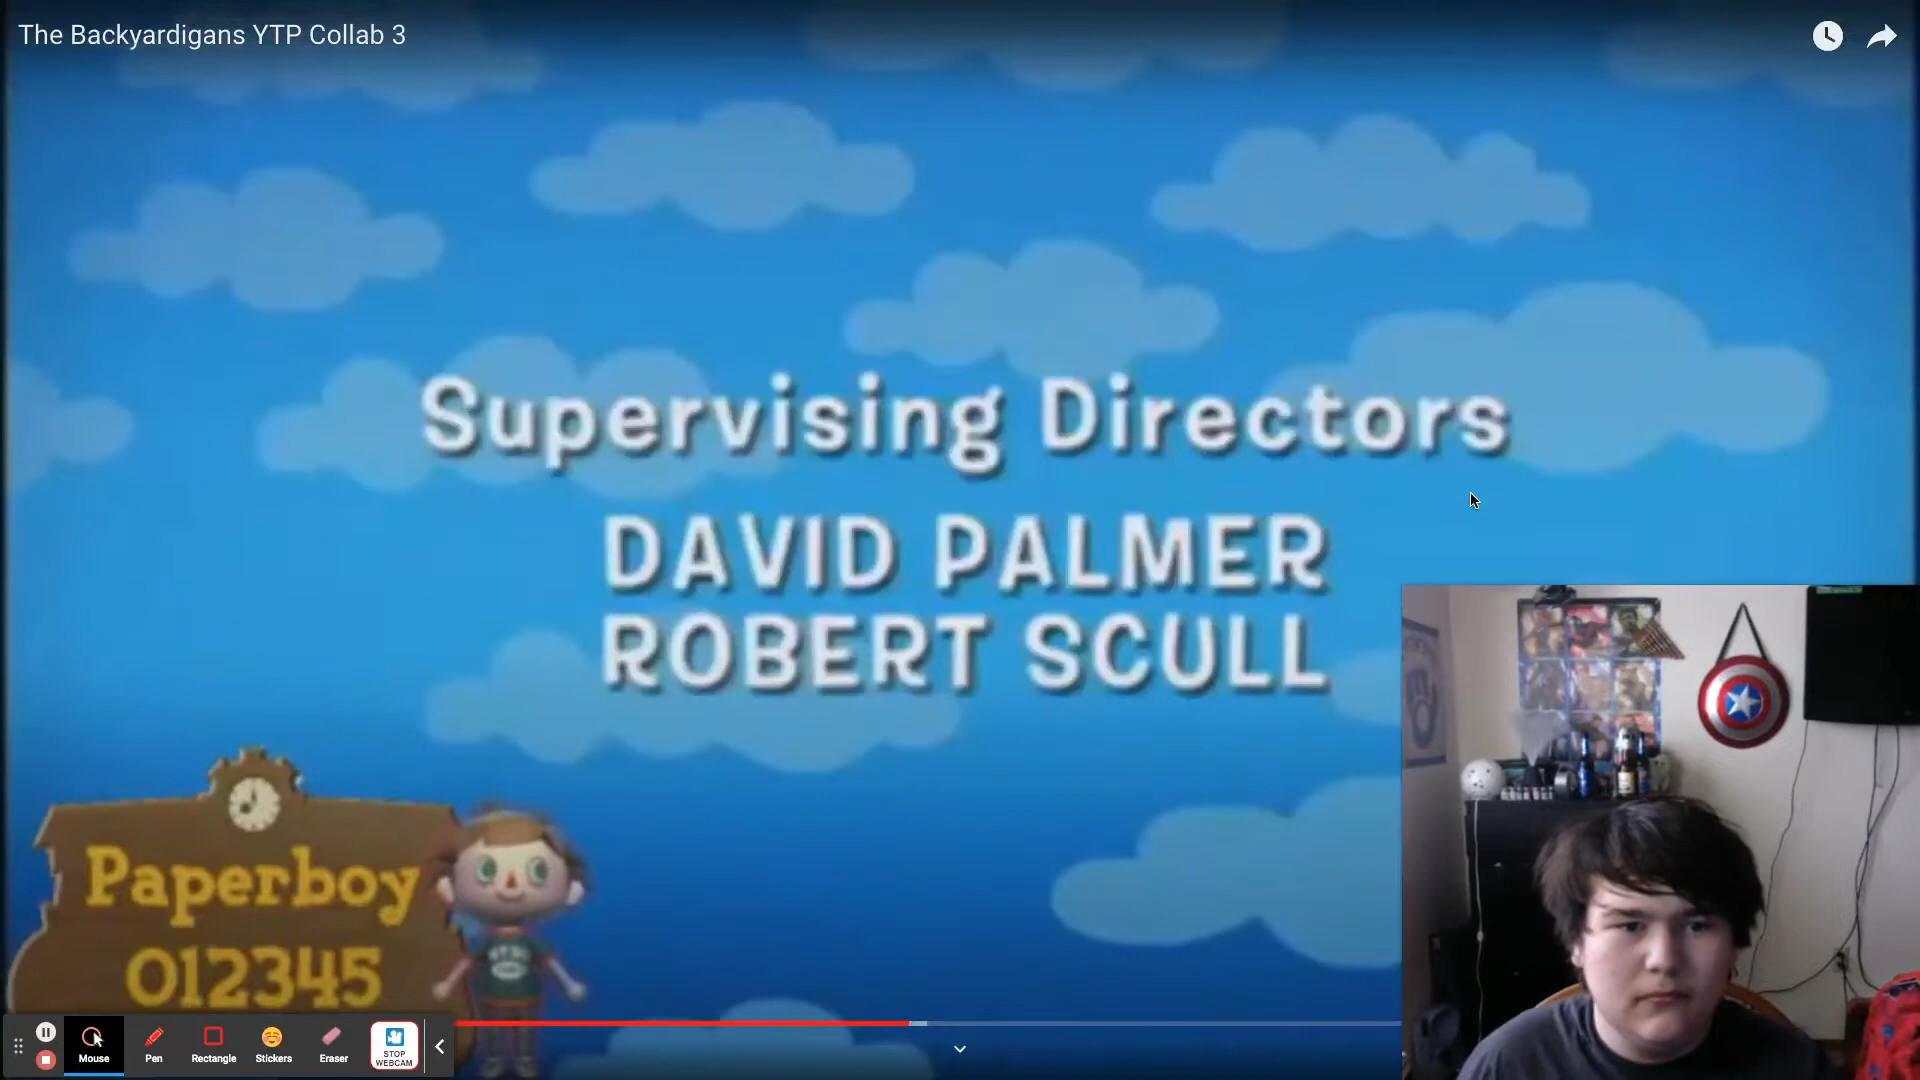 The Backyardigans YTP Collab 3
Supervising Directors
DAVID PALMER
ROBERT SCULL
Paperboy
012345
Mouse
Pen
Rectangle
Stickers
Eraser
STOP
WEBCAM